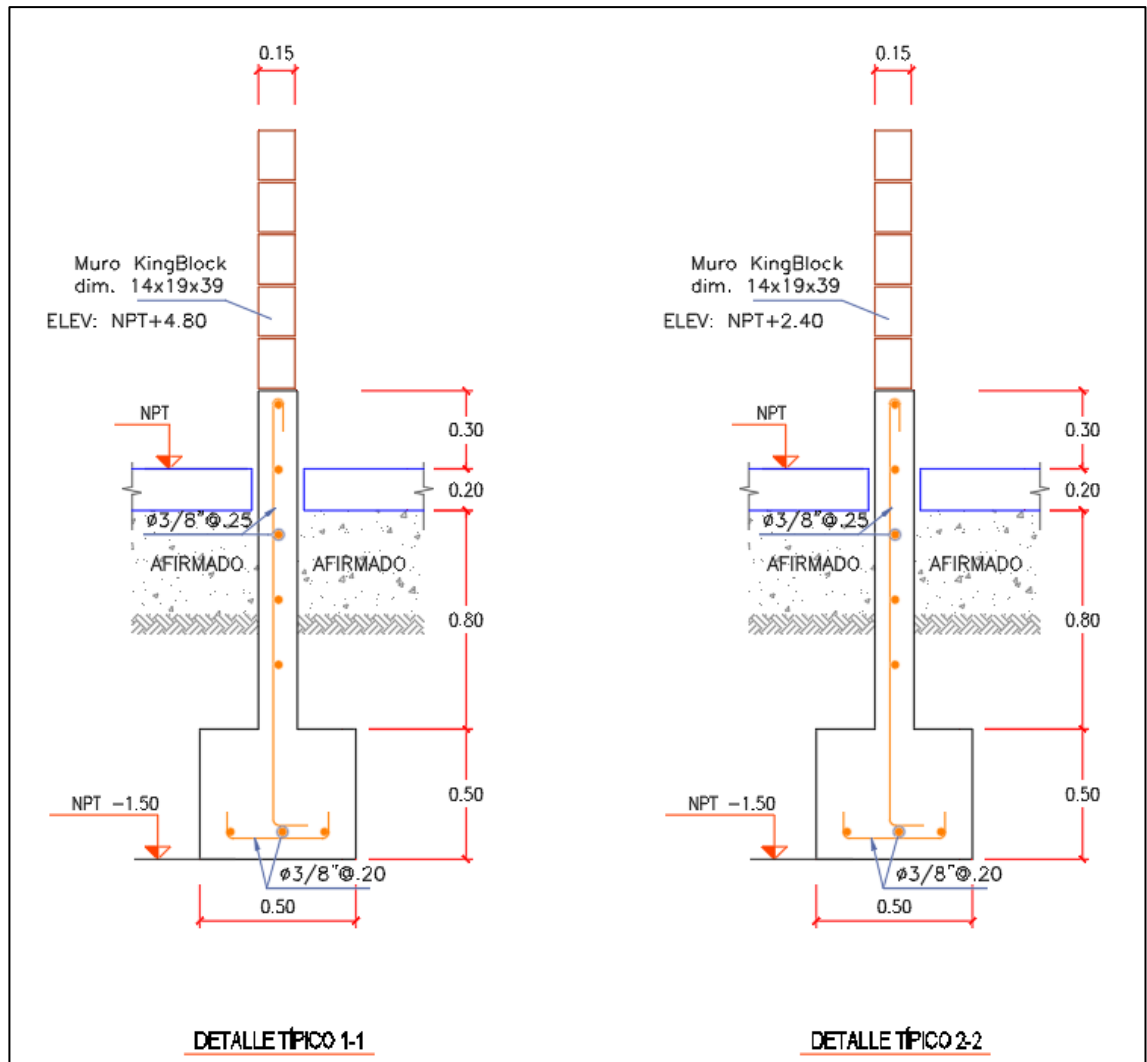 0.15
Muro KingBlock
dim. 14x19x39
ELEV: NPT+4.80
NPT
0.30
0.20
ø3/8"@.25
AFIRMADO
AFIRMADO
0.80
NPT -1.50
0.50
ø3/8"@.20
0.50
DETALLE TÍPICO 1-1
0.15
Muro KingBlock
dim. 14x19x39
ELEV: NPT+2.40
NPT
0.30
0.20
ø3/8"@.25
AFIRMADO
AFIRMADO
0.80
NPT -1.50
0.50
ø3/8"@.20
0.50
DETALLE TÍPICO 2-2